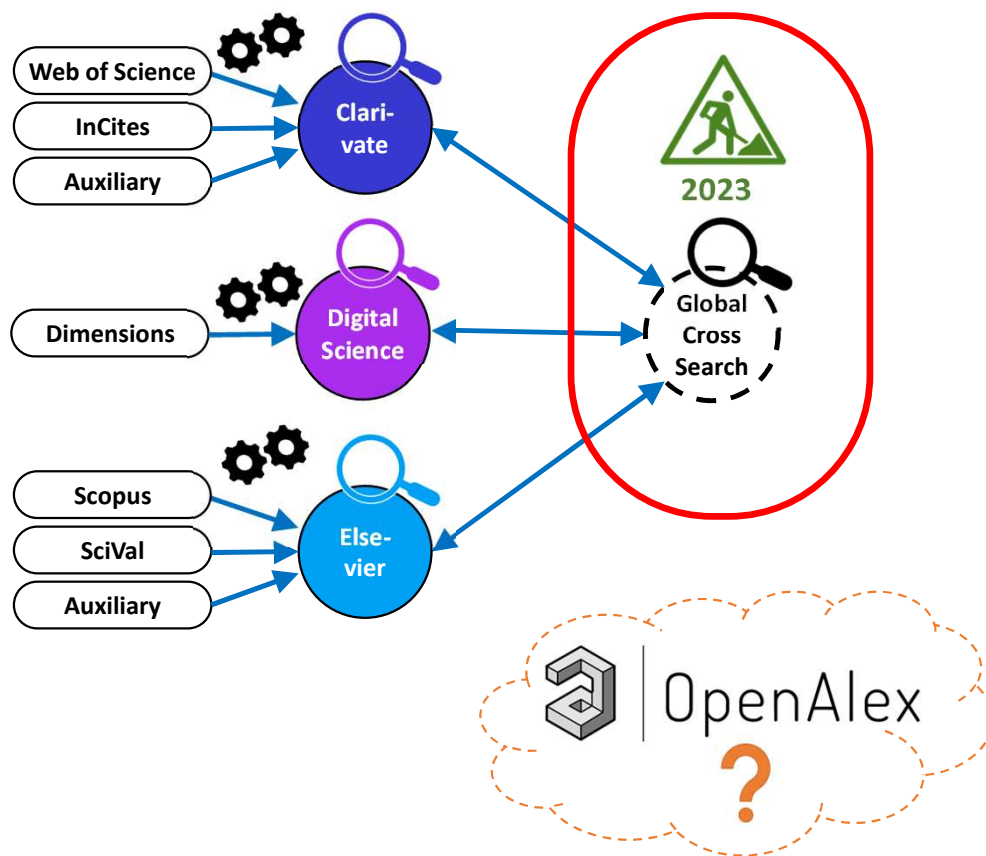 Web of Science
InCites
Auxiliary
Clari-
vate
2023
Dimensions
Digital
Science
Global
Cross
Search
Scopus
SciVal
Auxiliary
Else-
vier
OpenAlex
?